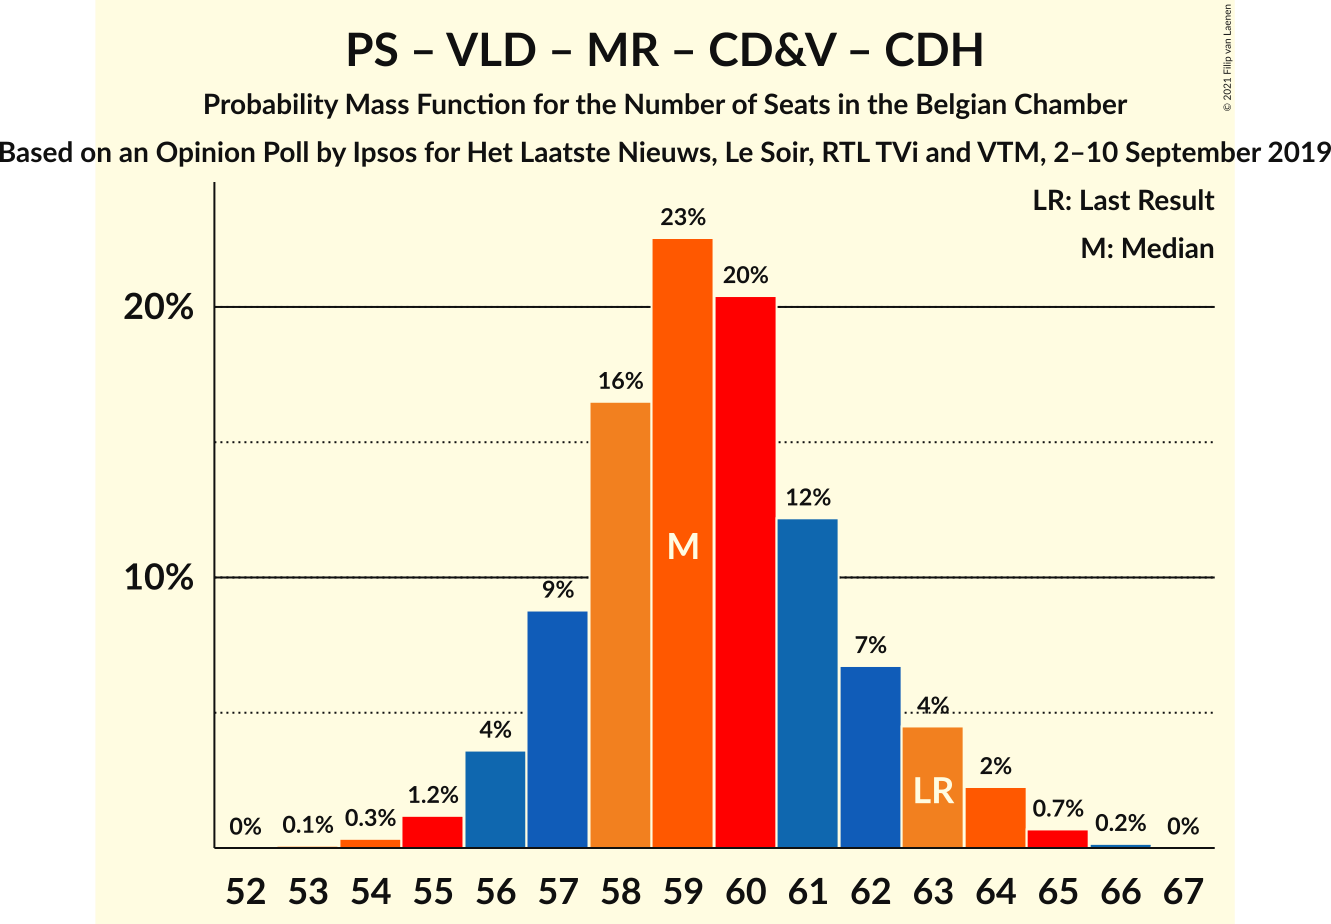 PS – VLD – MR – CD&V – CDH
Probability Mass Function for the Number of Seats in the Belgian Chamber
Based on an Opinion Poll by Ipsos for Het Laatste Nieuws, Le Soir, RTL TVi and VTM, 2–10 September 2019
© 2021 Filip van Laenen
LR: Last Result
M: Median
20%
10%
0% 0.1% 0.3% 1.2% 4% 9% 16% 23% 20% 12% 7% 4% 2% 0.7% 0.2% 0%
M
LR
52 53 54 55 56 57 58 59 60 61 62 63 64 65 66 67